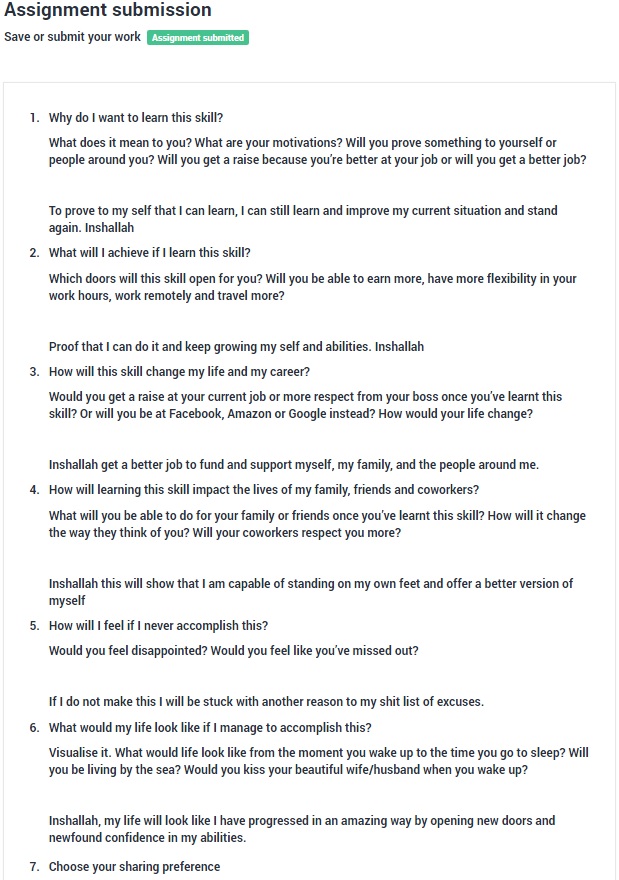 Assignment submission
Save or submit your work Assignment submitted
1. Why do I want to learn this skill?
What does it mean to you? What are your motivations? Will you prove something to yourself or
people around you? Will you get a raise because you're better at your job or will you get a better job?
To prove to my self that I can learn, I can still learn and improve my current situation and stand
again. Inshallah
2. What will I achieve if I learn this skill?
Which doors will this skill open for you? Will you be able to earn more, have more flexibility in your
work hours, work remotely and travel more?
Proof that I can do it and keep growing my self and abilities. Inshallah
3. How will this skill change my life and my career?
Would you get a raise at your current job or more respect from your boss once you've learnt this
skill? Or will you be at Facebook, Amazon or Google instead? How would your life change?
Inshallah get a better job to fund and support myself, my family, and the people around me.
4. How will learning this skill impact the lives of my family, friends and coworkers?
What will you be able to do for your family or friends once you've learnt this skill? How will it change
the way they think of you? Will your coworkers respect you more?
Inshallah this will show that I am capable of standing on my own feet and offer a better version of
myself
5. How will I feel if I never accomplish this?
Would you feel disappointed? Would you feel like you've missed out?
If I do not make this I will be stuck with another reason to my shit list of excuses.
6. What would my life look like if I manage to accomplish this?
Visualise it. What would life look like from the moment you wake up to the time you go to sleep? Will
you be living by the sea? Would you kiss your beautiful wife/husband when you wake up?
Inshallah, my life will look like I have progressed in an amazing way by opening new doors and
newfound confidence in my abilities.
7. Choose your sharing preference